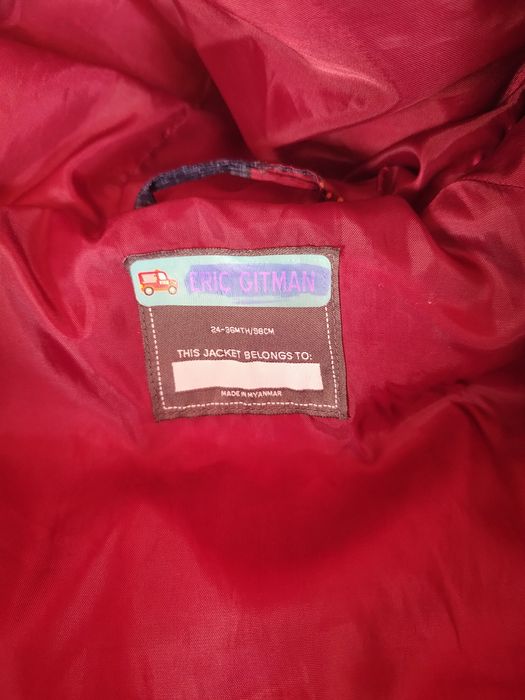 ERIC GITMAN
24-36MTH/98CM
THIS JACKET BELONGS TO:
MADE IN MYANMAR